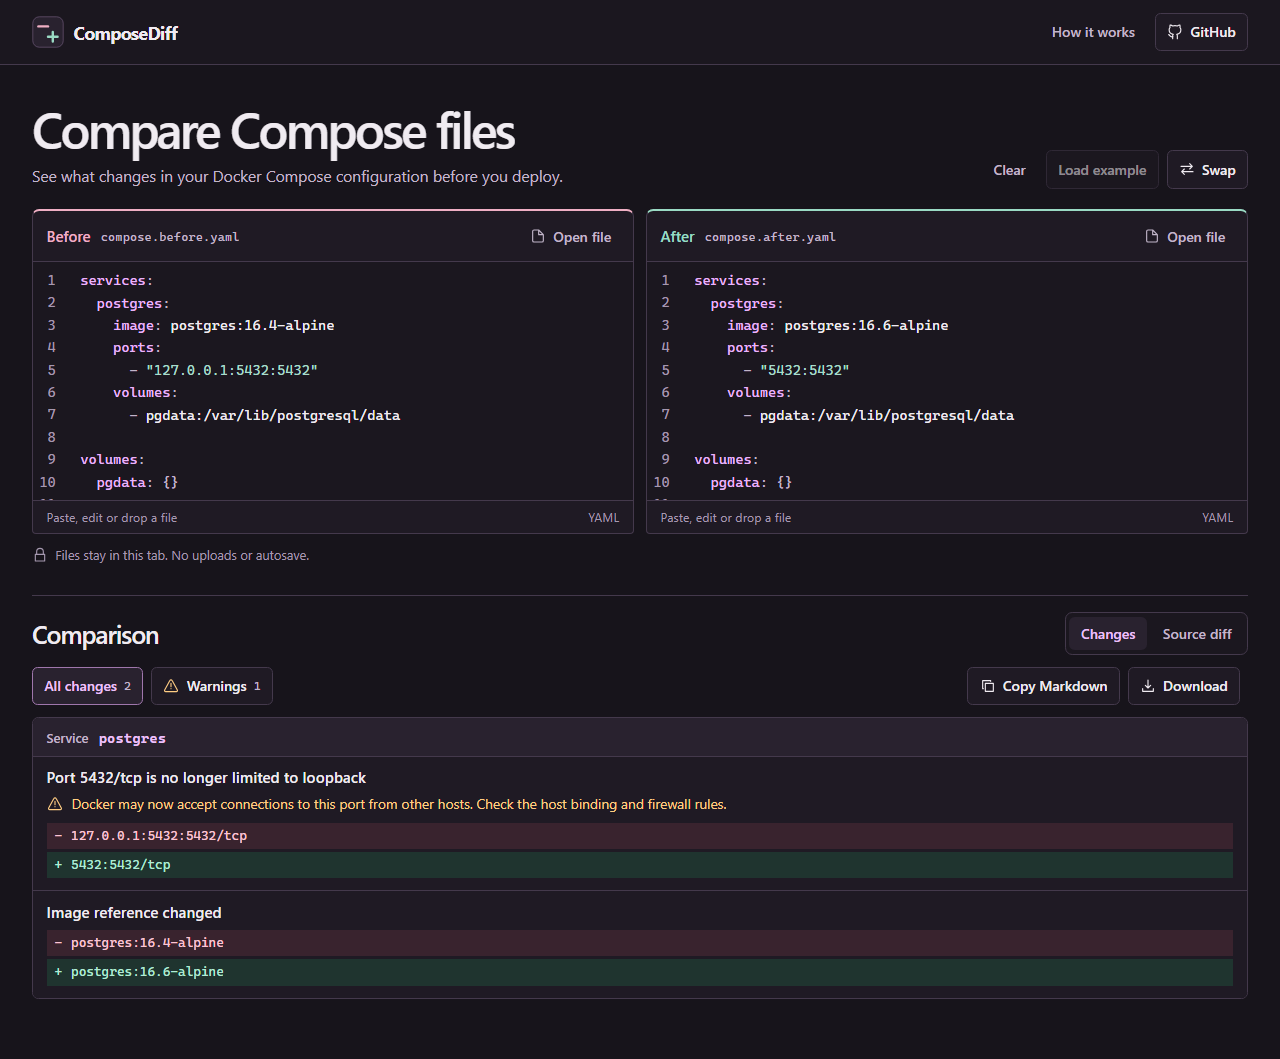 ComposeDiff
How it works
GitHub
Compare Compose files
See what changes in your Docker Compose configuration before you deploy.
Clear
Load example
Swap
Before compose.before.yaml
Open file
1 services:
2 postgres:
3 image: postgres:16.4-alpine
4 ports:
5 - "127.0.0.1:5432:5432"
6 volumes:
7 - pgdata:/var/lib/postgresql/data
8
9 volumes:
10 pgdata: {}
Paste, edit or drop a file
YAML
After compose.after.yaml
Open file
1 services:
2 postgres:
3 image: postgres:16.6-alpine
4 ports:
5 - "5432:5432"
6 volumes:
7 - pgdata:/var/lib/postgresql/data
8
9 volumes:
10 pgdata: {}
Paste, edit or drop a file
YAML
Files stay in this tab. No uploads or autosave.
Comparison
Changes
Source diff
All changes 2
Warnings 1
Copy Markdown
Download
Service postgres
Port 5432/tcp is no longer limited to loopback
Docker may now accept connections to this port from other hosts. Check the host binding and firewall rules.
- 127.0.0.1:5432:5432/tcp
+ 5432:5432/tcp
Image reference changed
- postgres:16.4-alpine
+ postgres:16.6-alpine